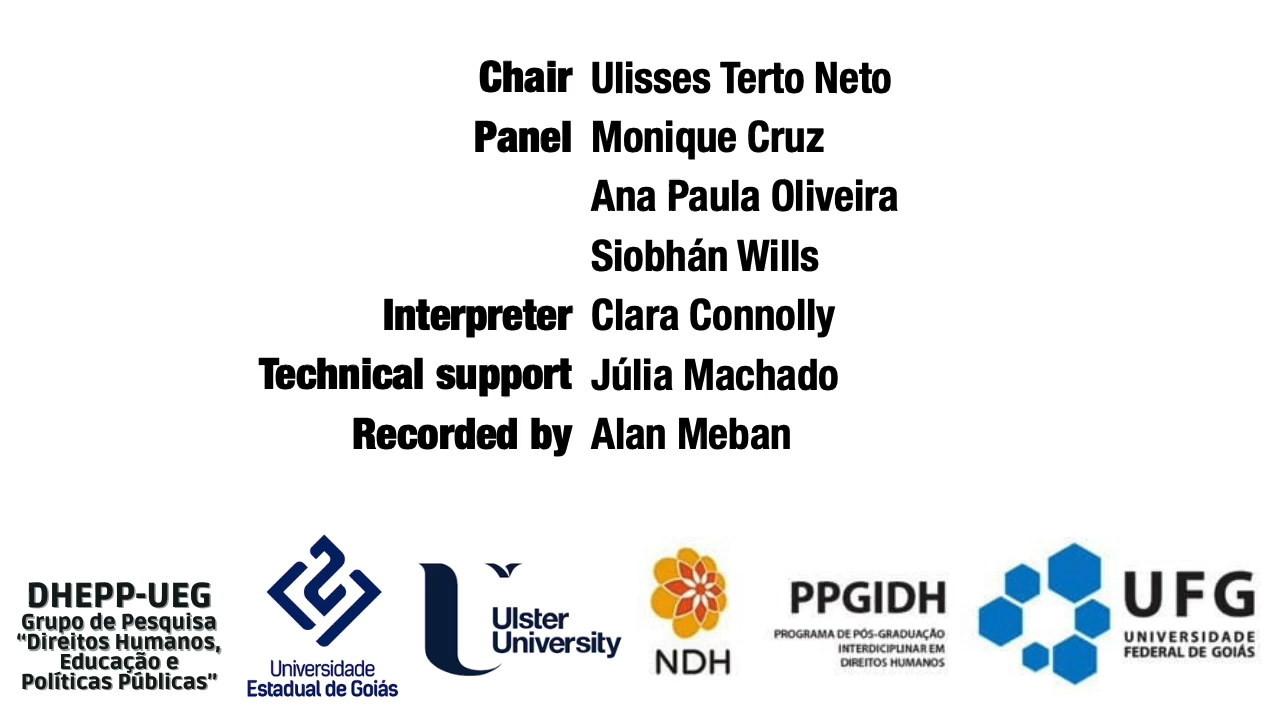 Chair Ulisses Terto Neto
Panel Monique Cruz
Ana Paula Oliveira
Siobhán Wills
Interpreter Clara Connolly
Technical support Júlia Machado
Recorded by Alan Meban
DHEPP-UEG
Grupo de Pesquisa
“Direitos Humanos,
Educação e
Políticas Públicas”
Universidade
Estadual de Goiás
Ulster
University
NDH
PPGIDH
PROGRAMA DE PÓS-GRADUAÇÃO
INTERDICIPLINAR EM
DIREITOS HUMANOS
UFG
UNIVERSIDADE
FEDERAL DE GOIÁS